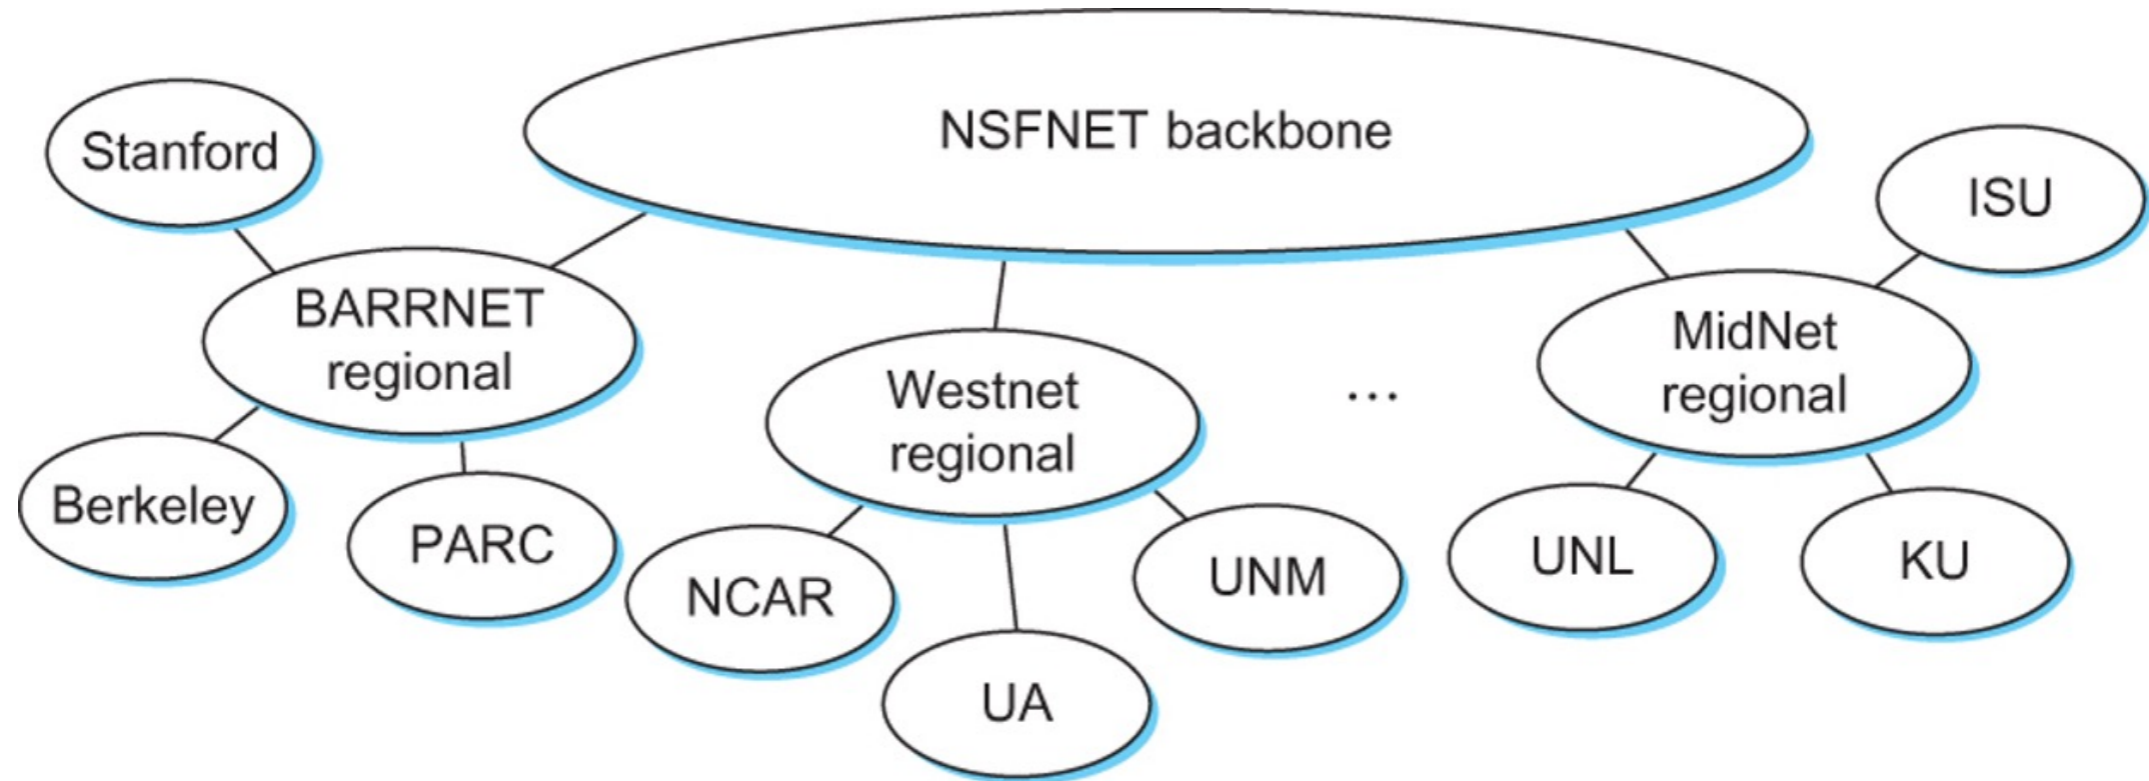 NSFNET backbone
Stanford
ISU
BARRNET
regional
MidNet
regional
Westnet
regional
...
Berkeley
PARC
NCAR
UNM
UNL
KU
UA